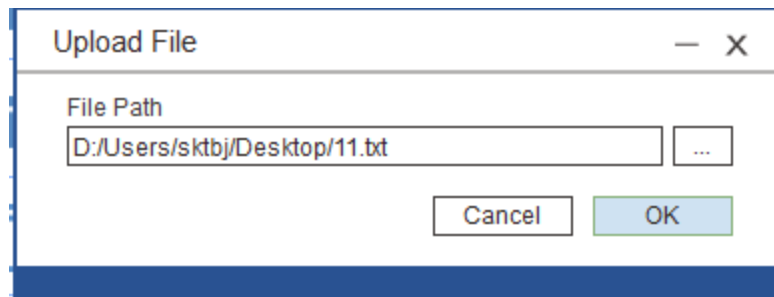 Upload File
File Path
D:/Users/sktbj/Desktop/11.txt ...
Cancel OK